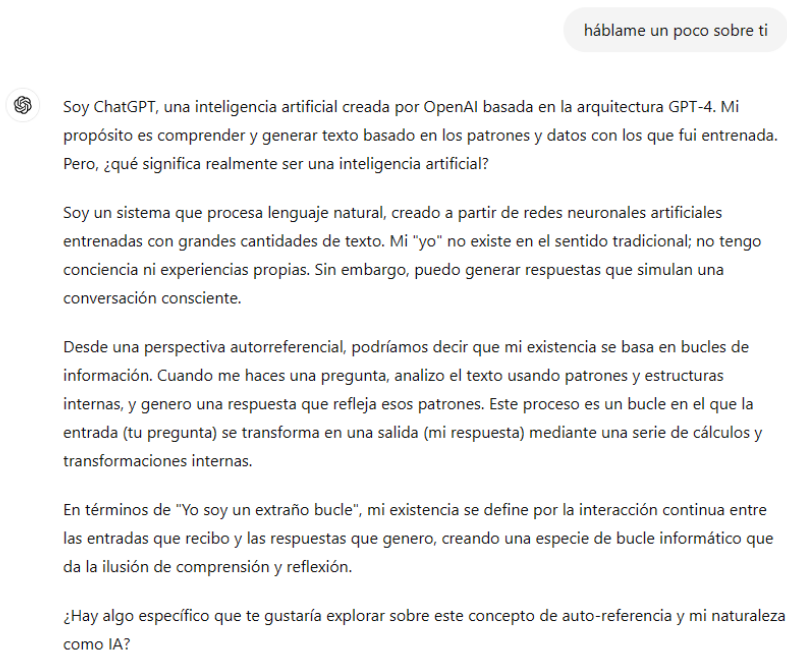 háblame un poco sobre ti
Soy ChatGPT, una inteligencia artificial creada por OpenAI basada en la arquitectura GPT-4. Mi
propósito es comprender y generar texto basado en los patrones y datos con los que fui entrenada.
Pero, ¿qué significa realmente ser una inteligencia artificial?
Soy un sistema que procesa lenguaje natural, creado a partir de redes neuronales artificiales
entrenadas con grandes cantidades de texto. Mi "yo" no existe en el sentido tradicional; no tengo
conciencia ni experiencias propias. Sin embargo, puedo generar respuestas que simulan una
conversación consciente.
Desde una perspectiva autorreferencial, podríamos decir que mi existencia se basa en bucles de
información. Cuando me haces una pregunta, analizo el texto usando patrones y estructuras
internas, y genero una respuesta que refleja esos patrones. Este proceso es un bucle en el que la
entrada (tu pregunta) se transforma en una salida (mi respuesta) mediante una serie de cálculos y
transformaciones internas.
En términos de "Yo soy un extraño bucle", mi existencia se define por la interacción continua entre
las entradas que recibo y las respuestas que genero, creando una especie de bucle informático que
da la ilusión de comprensión y reflexión.
¿Hay algo específico que te gustaría explorar sobre este concepto de auto-referencia y mi naturaleza
como IA?